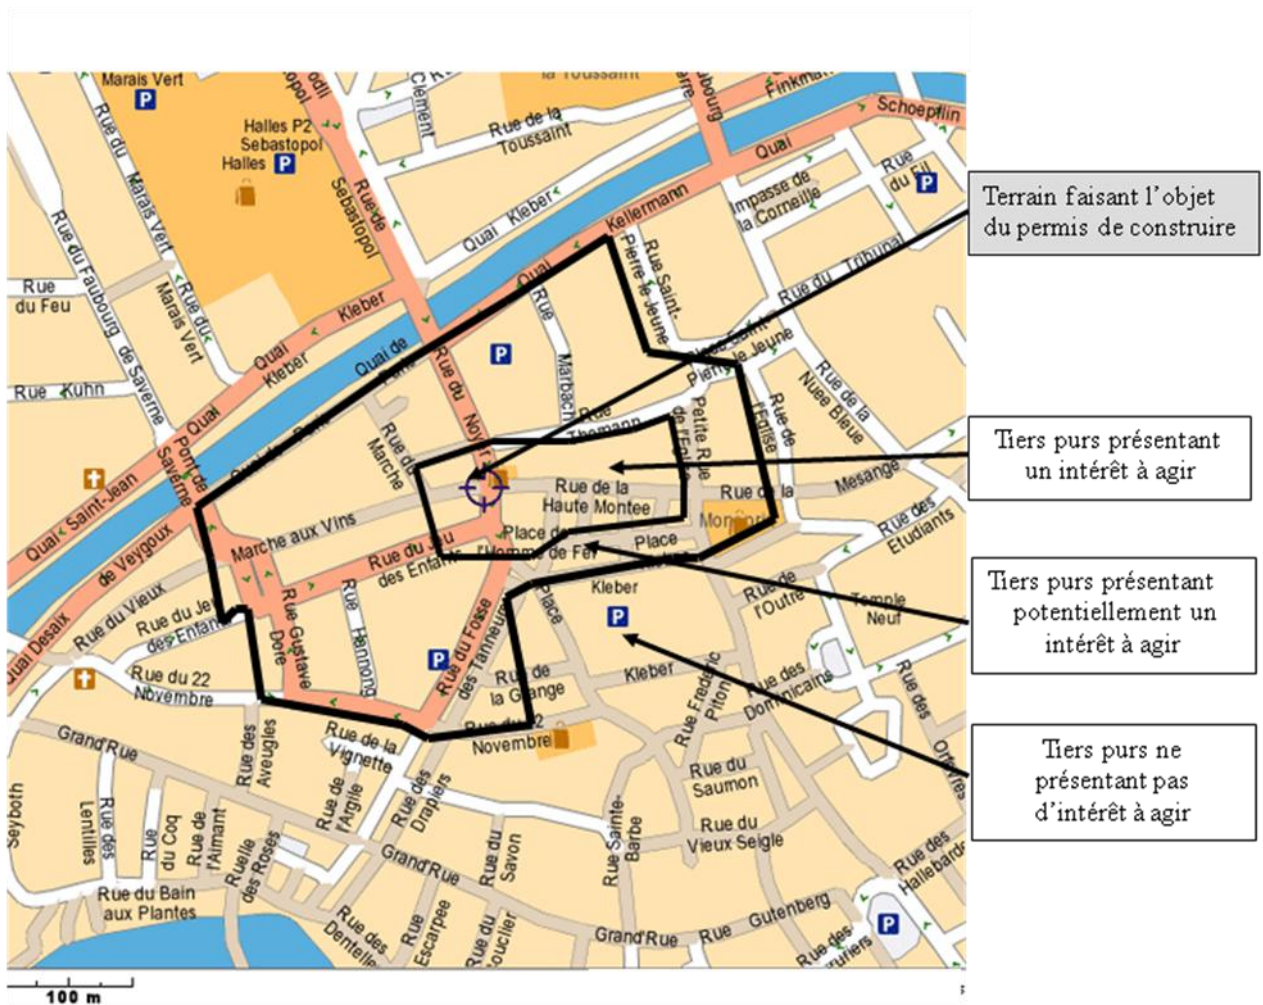 Marais Vert
P
Clement
la Toussaint
Finkm
Schoepflin
Rue de la
Toussaint
Halles P2
Sebastopol
Halles
P
Rue du
Marais Vert
Rue de
Sebastopol
Quai
Quai Kleber
Kellermann
Impasse de
la Corneille
Rue
du Fil
P
Terrain faisant l'objet
du permis de construire
Rue du Faubourg de Saverne
Rue
du Feu
Marais Vert
Rue du
Quai Kleber
Quai
Kleber
Quai de
Quai
Rue Saint-
Pierre le Jeune
Rue du Tribunal
Rue Kuhn
Quai
Rue du Noyer
P
Rue
Marbach
Pierre le Jeune
Rue de la
Nuee Bleue
Rue
Thomann
Petite Rue
de l'Eglise
Rue de
l'Eglise
Pont de
Saverne
Rue du
Marche
Tiers purs présentant
un intérêt à agir
Quai Saint-Jean
Rue de la
Haute Montee
Rue de la
Mesange
Rue des
Etudiants
Marche aux Vins
Rue du Jeu
des Enfants
Place de
l'Homme de Fer
Place
Kleber
de Veygoux
Quai Desaix
Rue du Vieux
Rue du Jeu
des Enfants
Rue Gustave
Dore
Rue
Hannong
Rue du Fosse
des Tanneurs
Place
P
P
Rue de
l'Outre
Temple
Neuf
Tiers purs présentant
potentiellement un
intérêt à agir
Rue du 22
Novembre
Rue de
la Grange
Kleber
Rue Frederic
Piton
Rue des
Dominicains
Rue des
Orfevres
Grand'Rue
Rue des
Aveugles
Rue de la
Vignette
Novembre
Rue du
Saumon
Tiers purs ne
présentant pas
d'intérêt à agir
Seyboth
Rue des
Lentilles
Rue
du Coq
Rue de
l'Aimant
Ruelle
des Roses
Rue de
l'Argile
Rue des
Drapiers
Grand'Rue
Rue du
Savon
Rue Sainte-
Barbe
Rue du
Vieux Seigle
Rue des
Hallebard
Rue du Bain
aux Plantes
Rue des
Dentelle
Rue
Escarpee
Rue du
Grand'Rue
Rue Gutenberg
P
Rue des
100 m